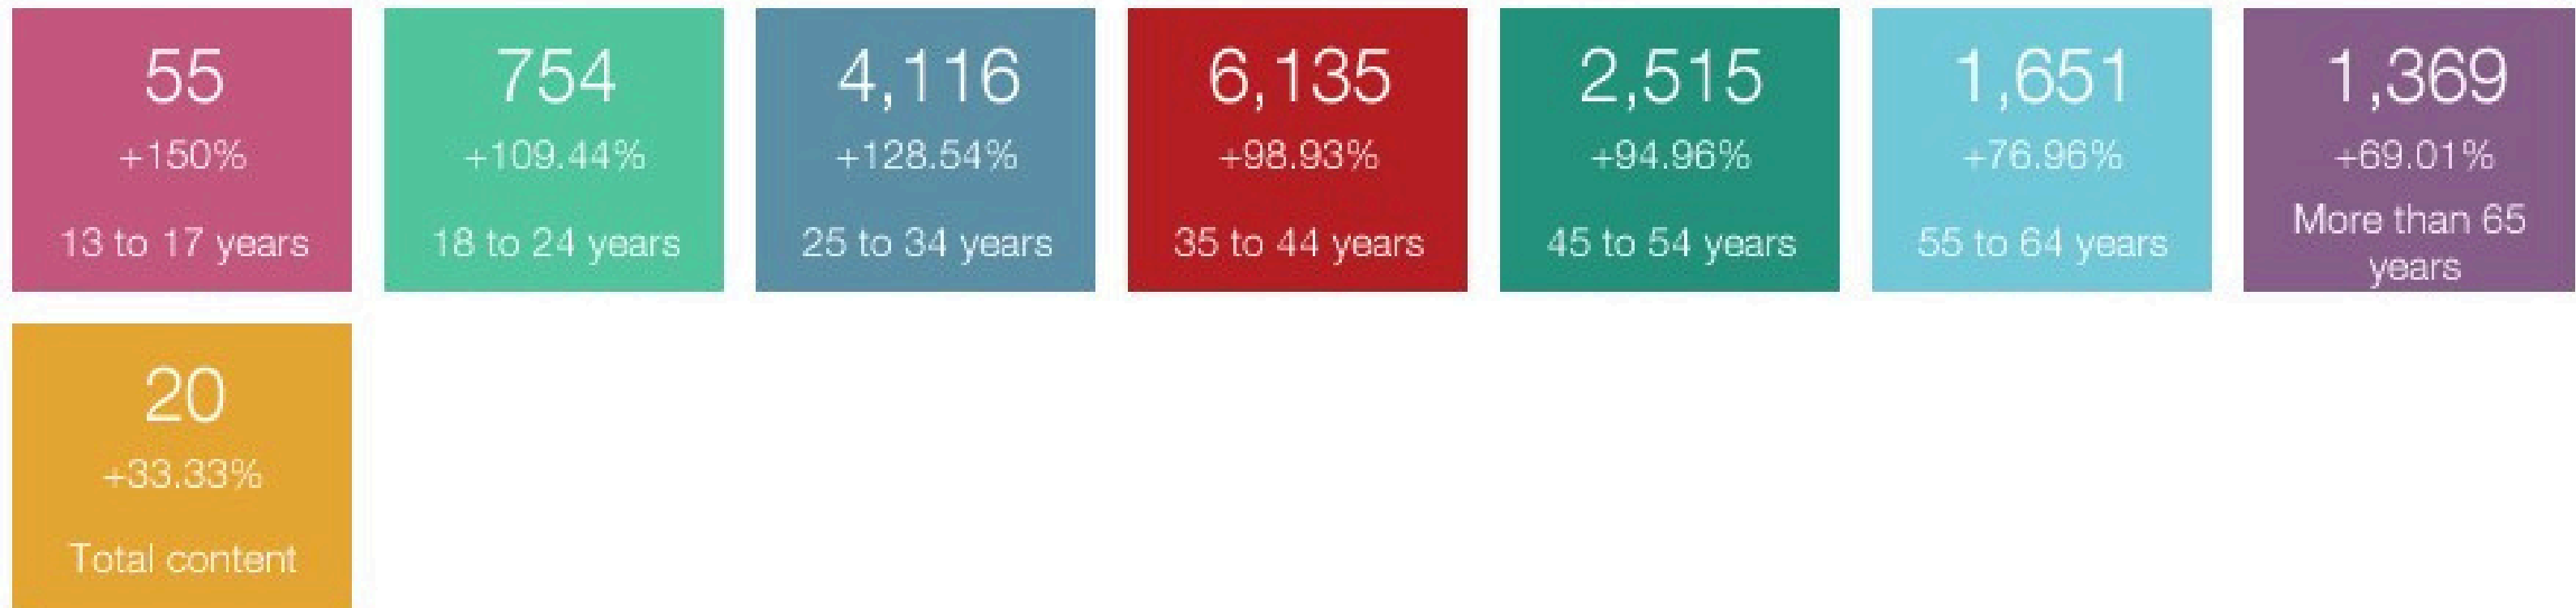 55
+150%
13 to 17 years
754
+109.44%
18 to 24 years
4,116
+128.54%
25 to 34 years
6,135
+98.93%
35 to 44 years
2,515
+94.96%
45 to 54 years
1,651
+76.96%
55 to 64 years
1,369
+69.01%
More than 65
years
20
+33.33%
Total content